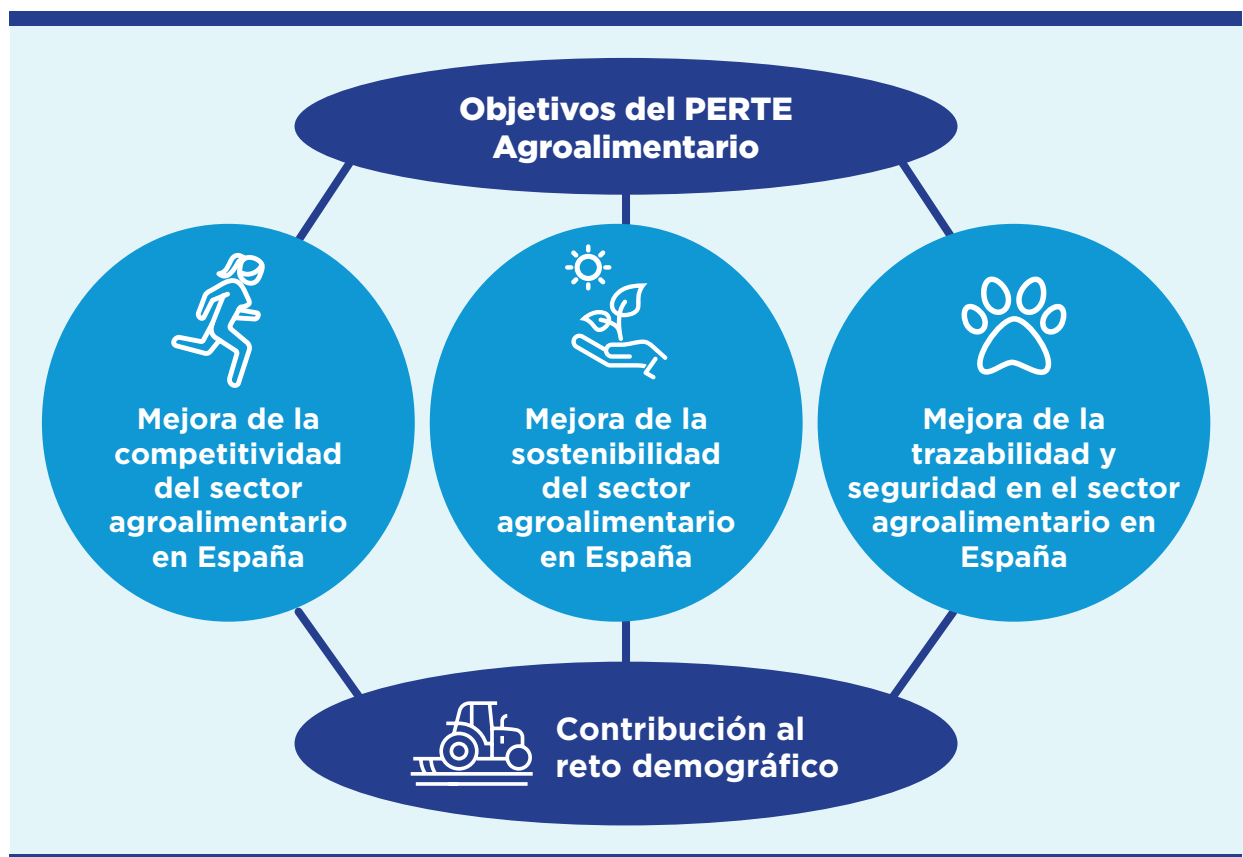 Objetivos del PERTE
Agroalimentario
Mejora de la
competitividad
del sector
agroalimentario
en España
Mejora de la
sostenibilidad
del sector
agroalimentario
en España
Mejora de la
trazabilidad y
seguridad en el sector
agroalimentario en
España
Contribución al
reto demográfico